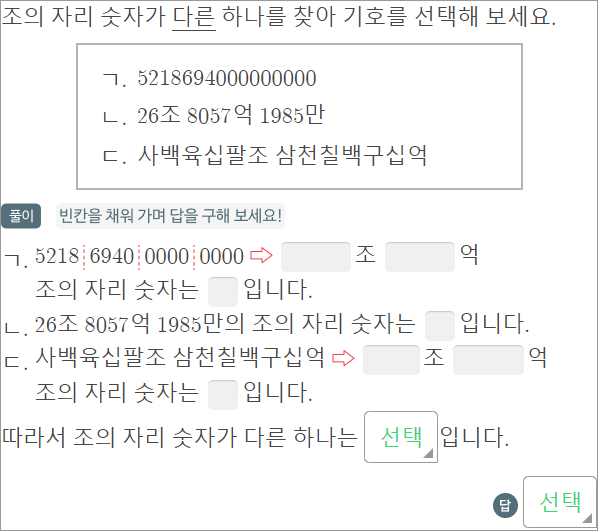 조의 자리 숫자가 다른 하나를 찾아 기호를 선택해 보세요.
ㄱ. 5218694000000000
ㄴ. 26조 8057억 1985만
ㄷ. 사백육십팔조 삼천칠백구십억
풀이 빈칸을 채워 가며 답을 구해 보세요!
ㄱ. 5218 6940 0000 0000 ⇨ 조 억
조의 자리 숫자는 입니다.
ㄴ. 26조 8057억 1985만의 조의 자리 숫자는 입니다.
ㄷ. 사백육십팔조 삼천칠백구십억 ⇨ 조 억
조의 자리 숫자는 입니다.
따라서 조의 자리 숫자가 다른 하나는 선택 입니다.
답 선택